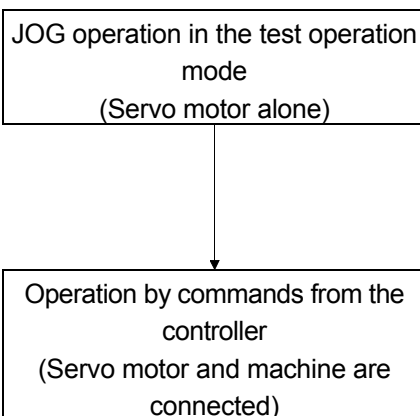 JOG operation in the test operation
mode
(Servo motor alone)
Operation by commands from the
controller
(Servo motor and machine are
connected)